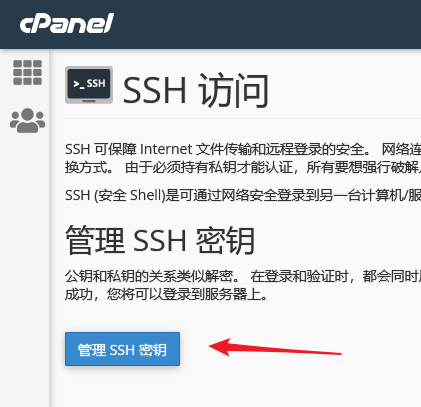 cPanel
>_ SSH
SSH 访问
SSH 可保障 Internet 文件传输和远程登录的安全。 网络连
换方式。 由于必须持有私钥才能认证，所有要想强行破解
SSH (安全 Shell)是可通过网络安全登录到另一台计算机/服
管理 SSH 密钥
公钥和私钥的关系类似解密。 在登录和验证时，都会同时
成功，您将可以登录到服务器上。
管理 SSH 密钥